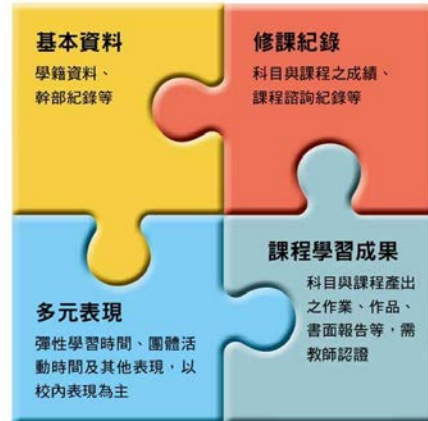 基本資料
學籍資料、
幹部紀錄等
修課紀錄
科目與課程之成績、
課程諮詢紀錄等
多元表現
彈性學習時間、團體活
動時間及其他表現，以
校內表現為主
課程學習成果
科目與課程產出
之作業、作品、
書面報告等，需
教師認證